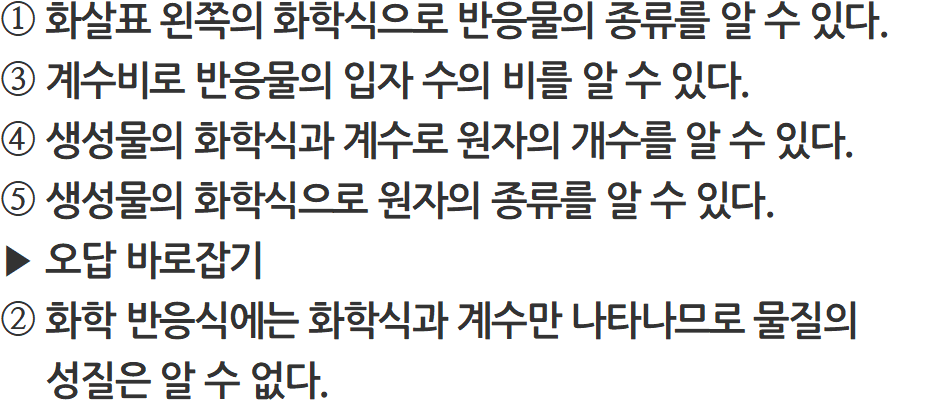 ① 화살표 왼쪽의 화학식으로 반응물의 종류를 알 수 있다.
③ 계수비로 반응물의 입자 수의 비를 알 수 있다.
④ 생성물의 화학식과 계수로 원자의 개수를 알 수 있다.
⑤ 생성물의 화학식으로 원자의 종류를 알 수 있다.
▶ 오답 바로잡기
② 화학 반응식에는 화학식과 계수만 나타나므로 물질의
성질은 알 수 없다.